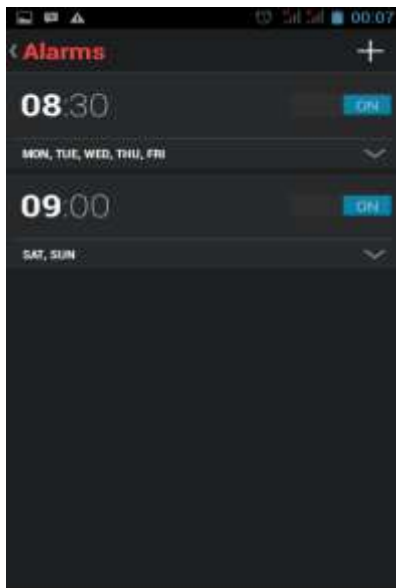 00:07
Alarms
08:30
ON
MON, TUE, WED, THU, FRI
09:00
ON
SAT, SUN